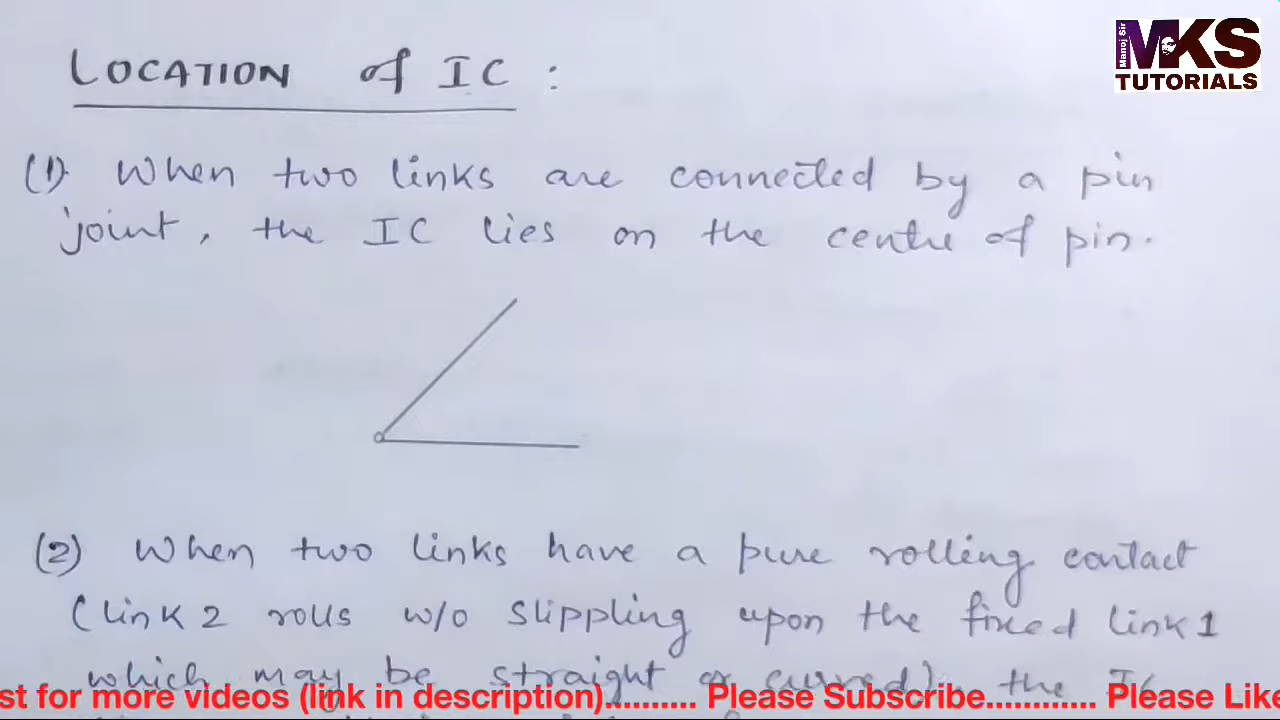 LOCATION of IC :
Manoj Sir
MKS
TUTORIALS
(1). When two links are connected by a pin
joint, the IC lies on the centre of pin.
(2) When two links have a pure rolling contact
(link 2 rolls w/o slippling upon the fixed link 1
which may be straight or curved), the IC
st for more videos (link in description).......... Please Subscribe............ Please Like